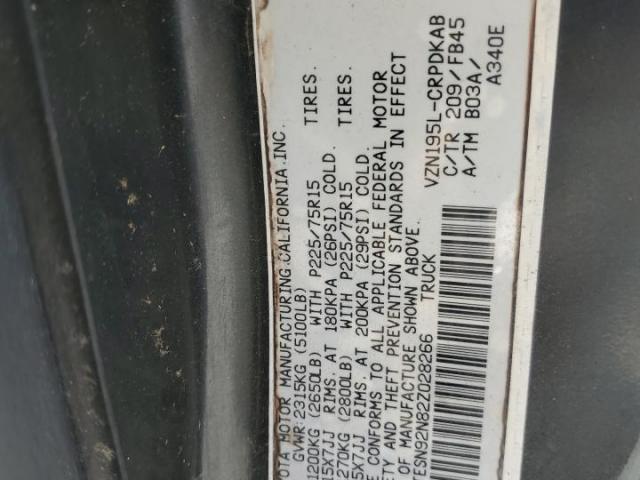 OTA MOTOR MANUFACTURING,CALIFORNIA.INC.
GVWR:2315KG (5100LB)
1200KG (2650LB) WITH P225/75R15 TIRES.
15X7JJ RIMS. AT 180KPA (26PSI) COLD.
1270KG (2800LB) WITH P225/75R15 TIRES.
5X7JJ RIMS. AT 200KPA (29PSI) COLD.
E CONFORMS TO ALL APPLICABLE FEDERAL MOTOR
ETY AND THEFT PREVENTION STANDARDS IN EFFECT
TE OF MANUFACTURE SHOWN ABOVE.
TESN92N82Z028266 TRUCK
VZN195L-CRPDKAB
C/TR 209/FB45
A/TM B03A/
A340E